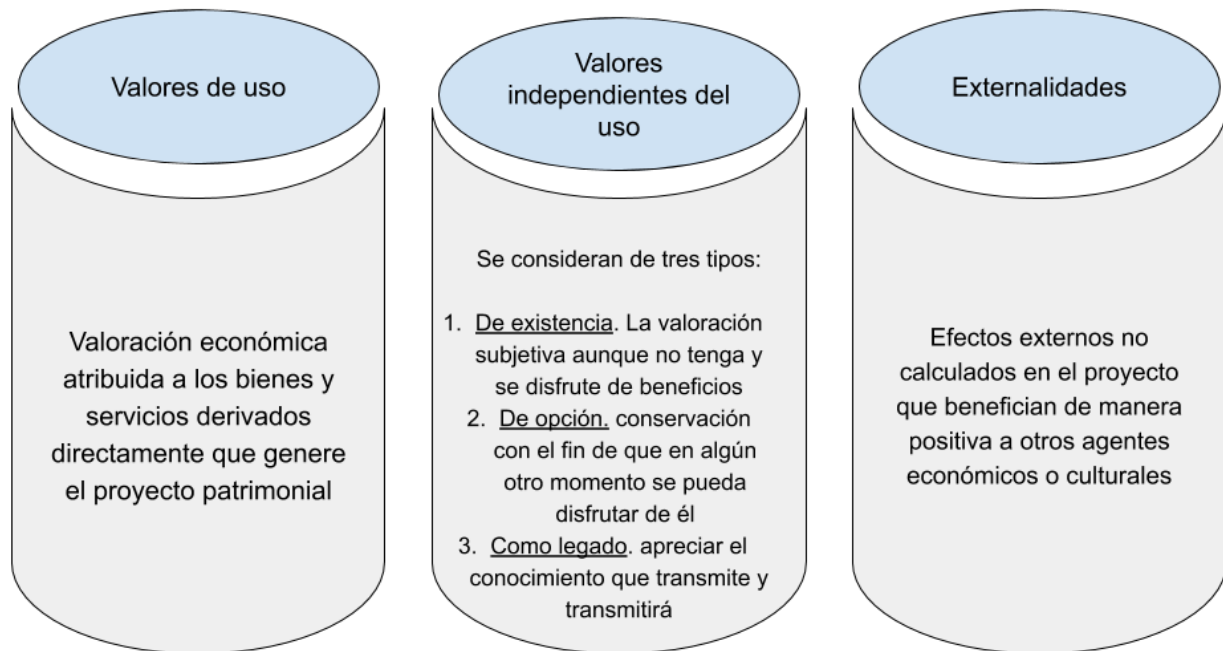 Valores de uso
Valoración económica
atribuida a los bienes y
servicios derivados
directamente que genere
el proyecto patrimonial
Valores
independientes del
uso
Se consideran de tres tipos:
1. De existencia. La valoración
subjetiva aunque no tenga y
se disfrute de beneficios
2. De opción. conservación
con el fin de que en algún
otro momento se pueda
disfrutar de él
3. Como legado. apreciar el
conocimiento que transmite y
transmitirá
Externalidades
Efectos externos no
calculados en el proyecto
que benefician de manera
positiva a otros agentes
económicos o culturales